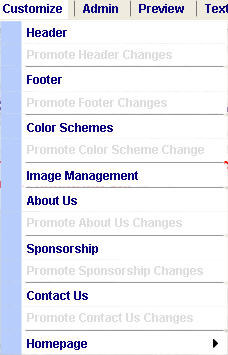 Customize Admin Preview Text
Header
Promote Header Changes
Footer
Promote Footer Changes
Color Schemes
Promote Color Scheme Change
Image Management
About Us
Promote About Us Changes
Sponsorship
Promote Sponsorship Changes
Contact Us
Promote Contact Us Changes
Homepage